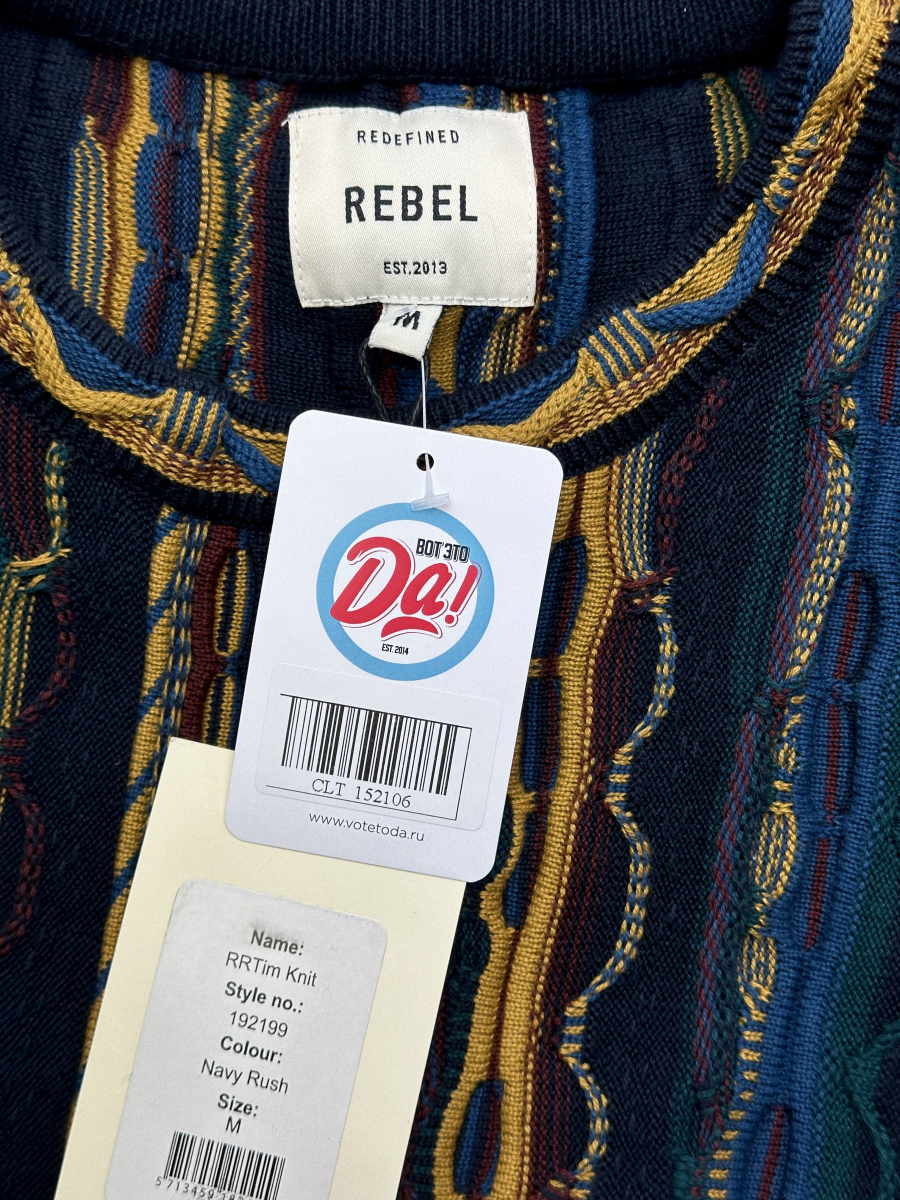 REDEFINED
REBEL
EST.2013
M
ВОТ ЭТО
Да!
EST. 2014
CLT 152106
www.votetoda.ru
Name:
RRTim Knit
Style no.:
192199
Colour:
Navy Rush
Size:
M